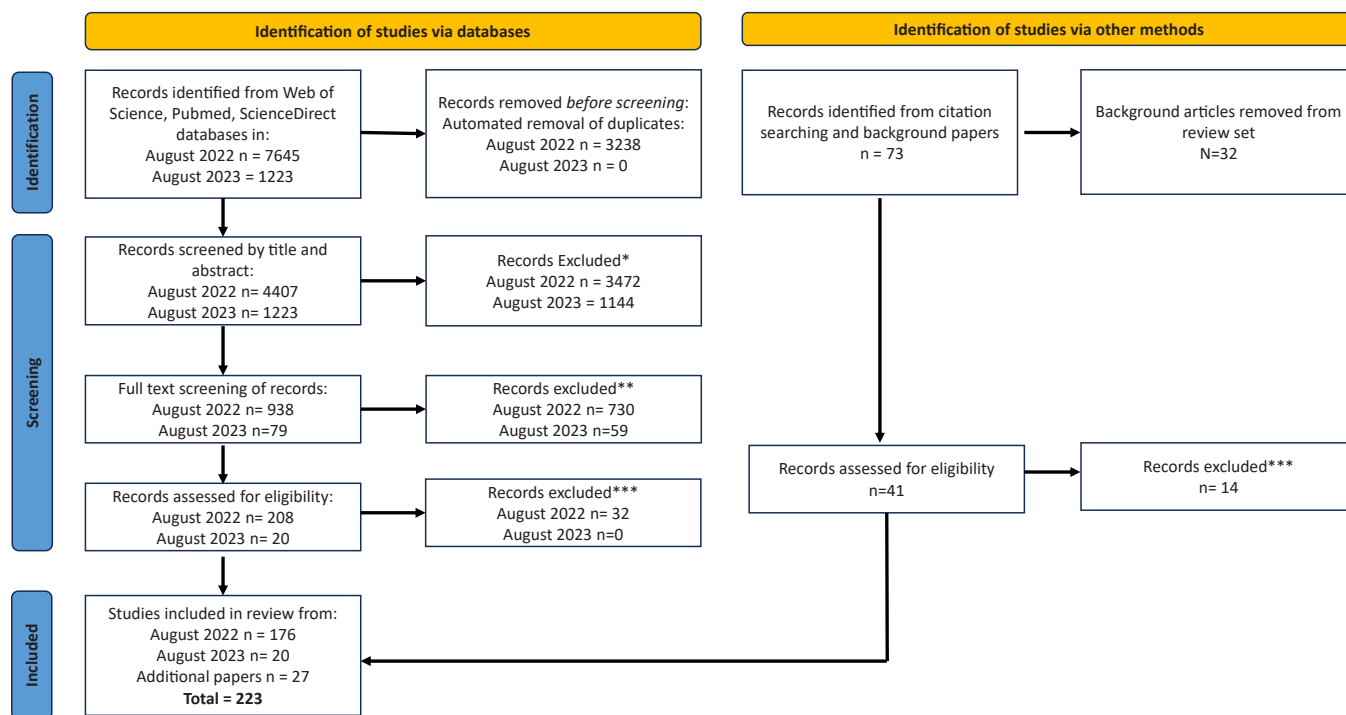 Identification of studies via databases
Identification of studies via other methods
Identification
Records identified from Web of
Science, Pubmed, ScienceDirect
databases in:
August 2022 n = 7645
August 2023 = 1223
Records removed before screening:
Automated removal of duplicates:
August 2022 n = 3238
August 2023 n = 0
Records identified from citation
searching and background papers
n = 73
Background articles removed from
review set
N=32
Screening
Records screened by title and
abstract:
August 2022 n= 4407
August 2023 n= 1223
Records Excluded*
August 2022 n = 3472
August 2023 = 1144
Full text screening of records:
August 2022 n= 938
August 2023 n=79
Records excluded**
August 2022 n= 730
August 2023 n=59
Records assessed for eligibility:
August 2022 n= 208
August 2023 n= 20
Records excluded***
August 2022 n= 32
August 2023 n=0
Records assessed for eligibility
n=41
Records excluded***
n= 14
Included
Studies included in review from:
August 2022 n = 176
August 2023 n= 20
Additional papers n = 27
Total = 223